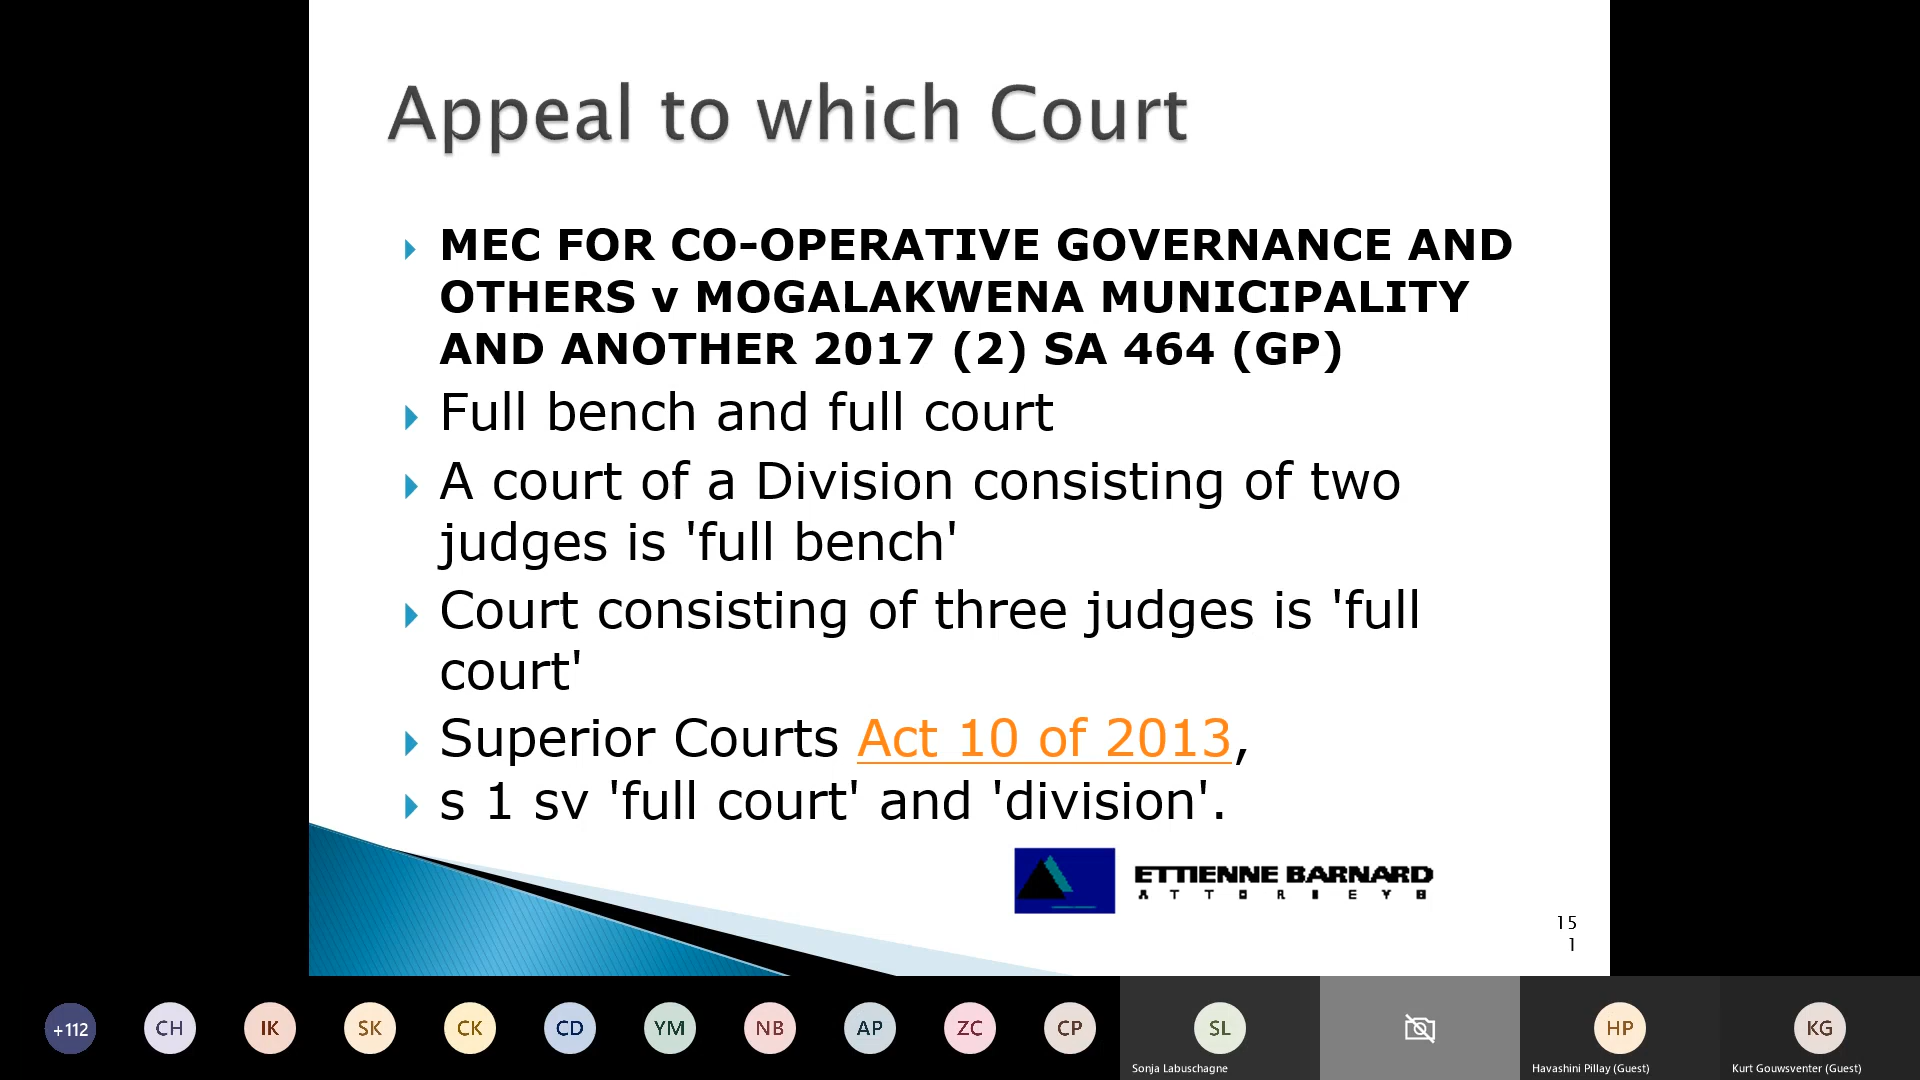 Appeal to which Court
MEC FOR CO-OPERATIVE GOVERNANCE AND
OTHERS v MOGALAKWENA MUNICIPALITY
AND ANOTHER 2017 (2) SA 464 (GP)
Full bench and full court
A court of a Division consisting of two
judges is 'full bench'
Court consisting of three judges is 'full
court'
Superior Courts Act 10 of 2013,
s 1 sv 'full court' and 'division'.
ETTIENNE BARNARD
ATTORNEYS
15
1
+112
CH
IK
SK
CK
CD
YM
NB
AP
ZC
CP
SL
HP
KG
Sonja Labuschagne
Havashini Pillay (Guest)
Kurt Gouwsventer (Guest)